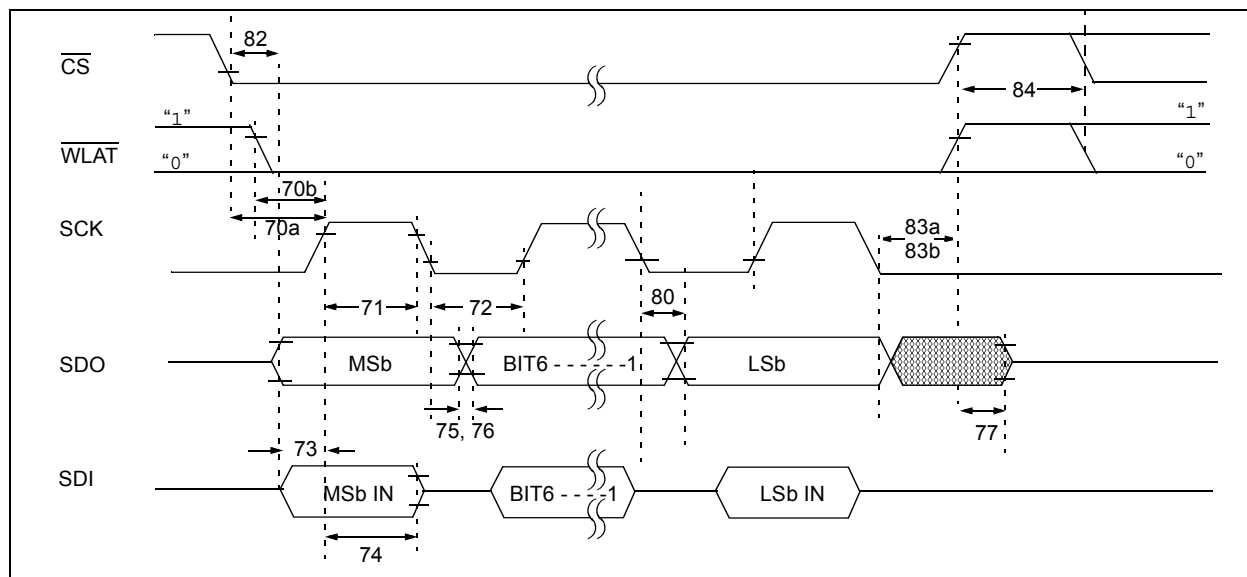 CS
82
84
"1"
"1"
WLAT
"0"
"0"
70b
SCK
70a
83a
83b
71
72
80
SDO
MSb
BIT6 - - - - - -1
LSb
75, 76
77
73
SDI
MSb IN
BIT6 - - - -1
LSb IN
74